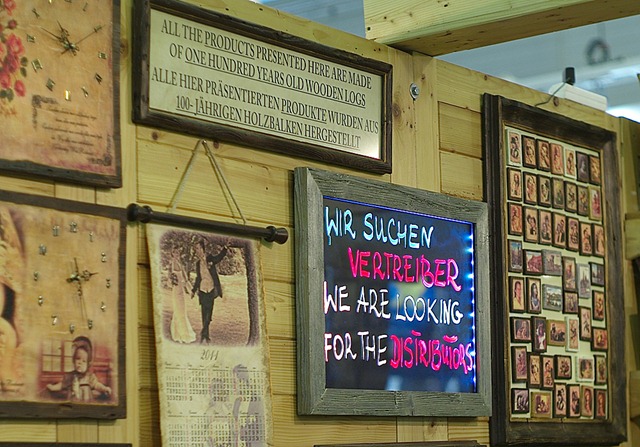 ALL THE PRODUCTS PRESENTED HERE ARE MADE
OF ONE HUNDRED YEARS OLD WOODEN LOGS
ALLE HIER PRÄSENTIERTEN PRODUKTE WURDEN AUS
100-JÄHRIGEN HOLZBALKEN HERGESTELLT
WIR SUCHEN
VERTREIBER
WE ARE LOOKING
FOR THE DISTRIBUTORS
2014